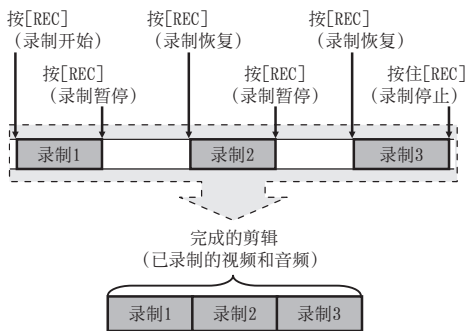 按[REC]
(录制开始)
按[REC]
(录制恢复)
按[REC]
(录制恢复)
按[REC]
(录制暂停)
按[REC]
(录制暂停)
按住[REC]
(录制停止)
录制1
录制2
录制3
完成的剪辑
(已录制的视频和音频)
录制1
录制2
录制3